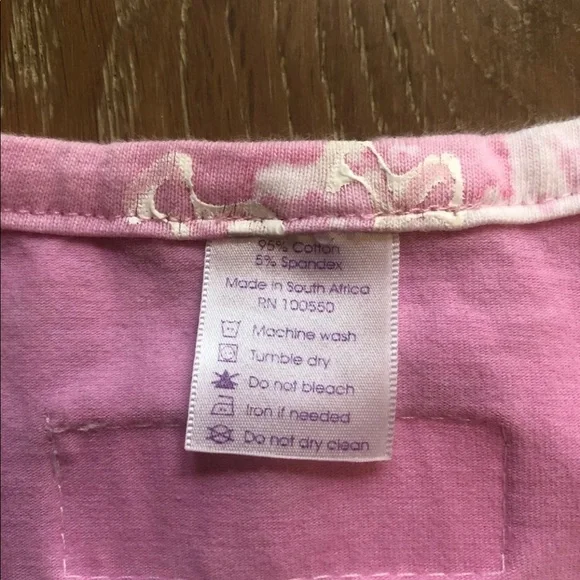 95% Cotton
5% Spandex
Made in South Africa
RN 100550
Machine wash
Tumble dry
Do not bleach
Iron if needed
Do not dry clean